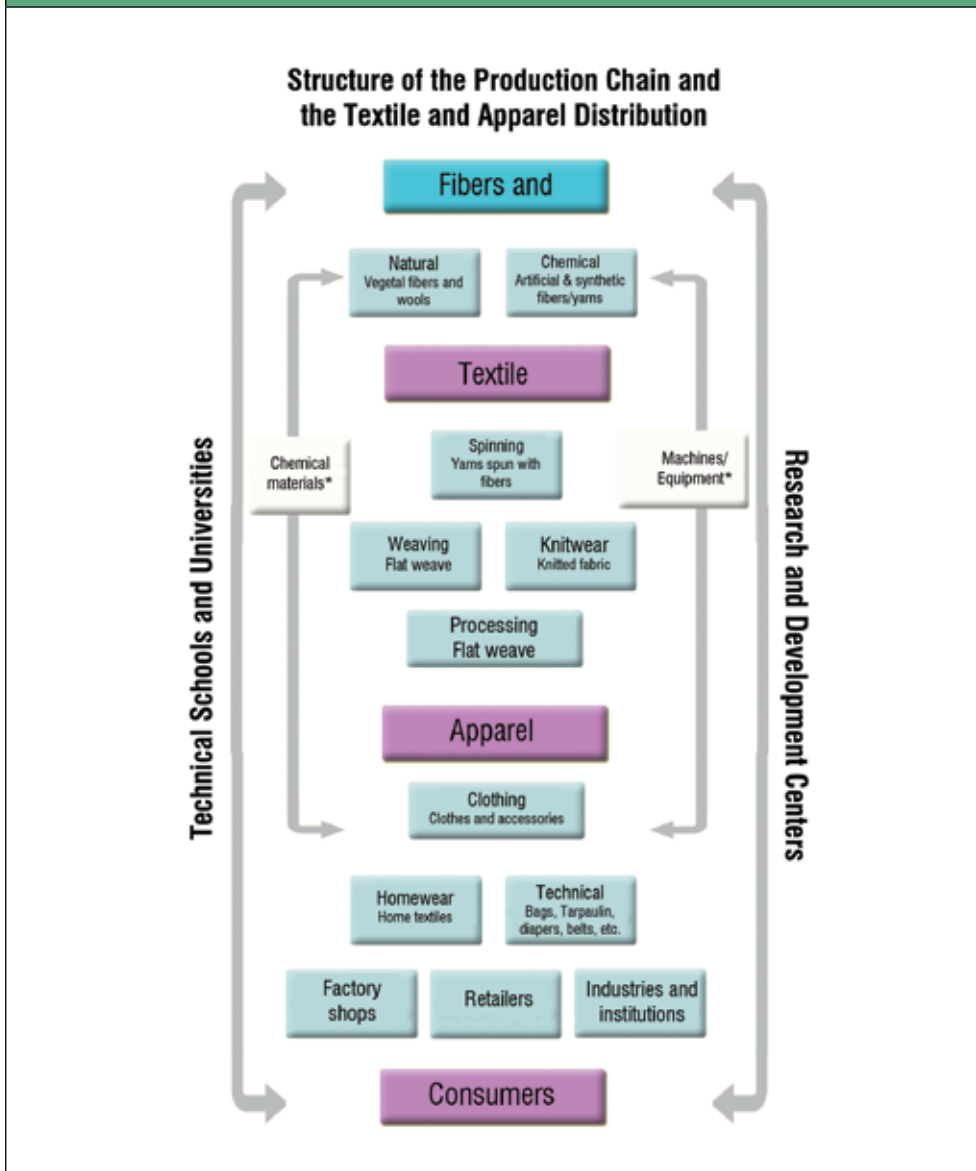 Structure of the Production Chain and
the Textile and Apparel Distribution
Fibers and
Natural
Vegetal fibers and
wools
Chemical
Artificial & synthetic
fibers/yarns
Textile
Technical Schools and Universities
Chemical
materials*
Spinning
Yarns spun with
fibers
Machines/
Equipment*
Research and Development Centers
Weaving
Flat weave
Knitwear
Knitted fabric
Processing
Flat weave
Apparel
Clothing
Clothes and accessories
Homewear
Home textiles
Technical
Bags, Tarpaulin,
diapers, belts, etc.
Factory
shops
Retailers
Industries and
institutions
Consumers